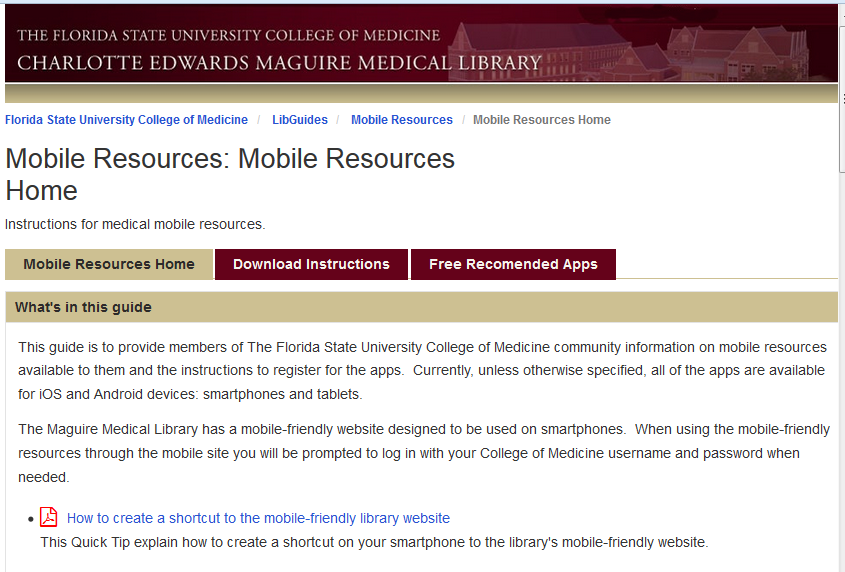 THE FLORIDA STATE UNIVERSITY COLLEGE OF MEDICINE
CHARLOTTE EDWARDS MAGUIRE MEDICAL LIBRARY
Florida State University College of Medicine / LibGuides / Mobile Resources / Mobile Resources Home
Mobile Resources: Mobile Resources
Home
Instructions for medical mobile resources.
Mobile Resources Home Download Instructions Free Recomended Apps
What's in this guide
This guide is to provide members of The Florida State University College of Medicine community information on mobile resources
available to them and the instructions to register for the apps. Currently, unless otherwise specified, all of the apps are available
for iOS and Android devices: smartphones and tablets.
The Maguire Medical Library has a mobile-friendly website designed to be used on smartphones. When using the mobile-friendly
resources through the mobile site you will be prompted to log in with your College of Medicine username and password when
needed.
• How to create a shortcut to the mobile-friendly library website
This Quick Tip explain how to create a shortcut on your smartphone to the library's mobile-friendly website.